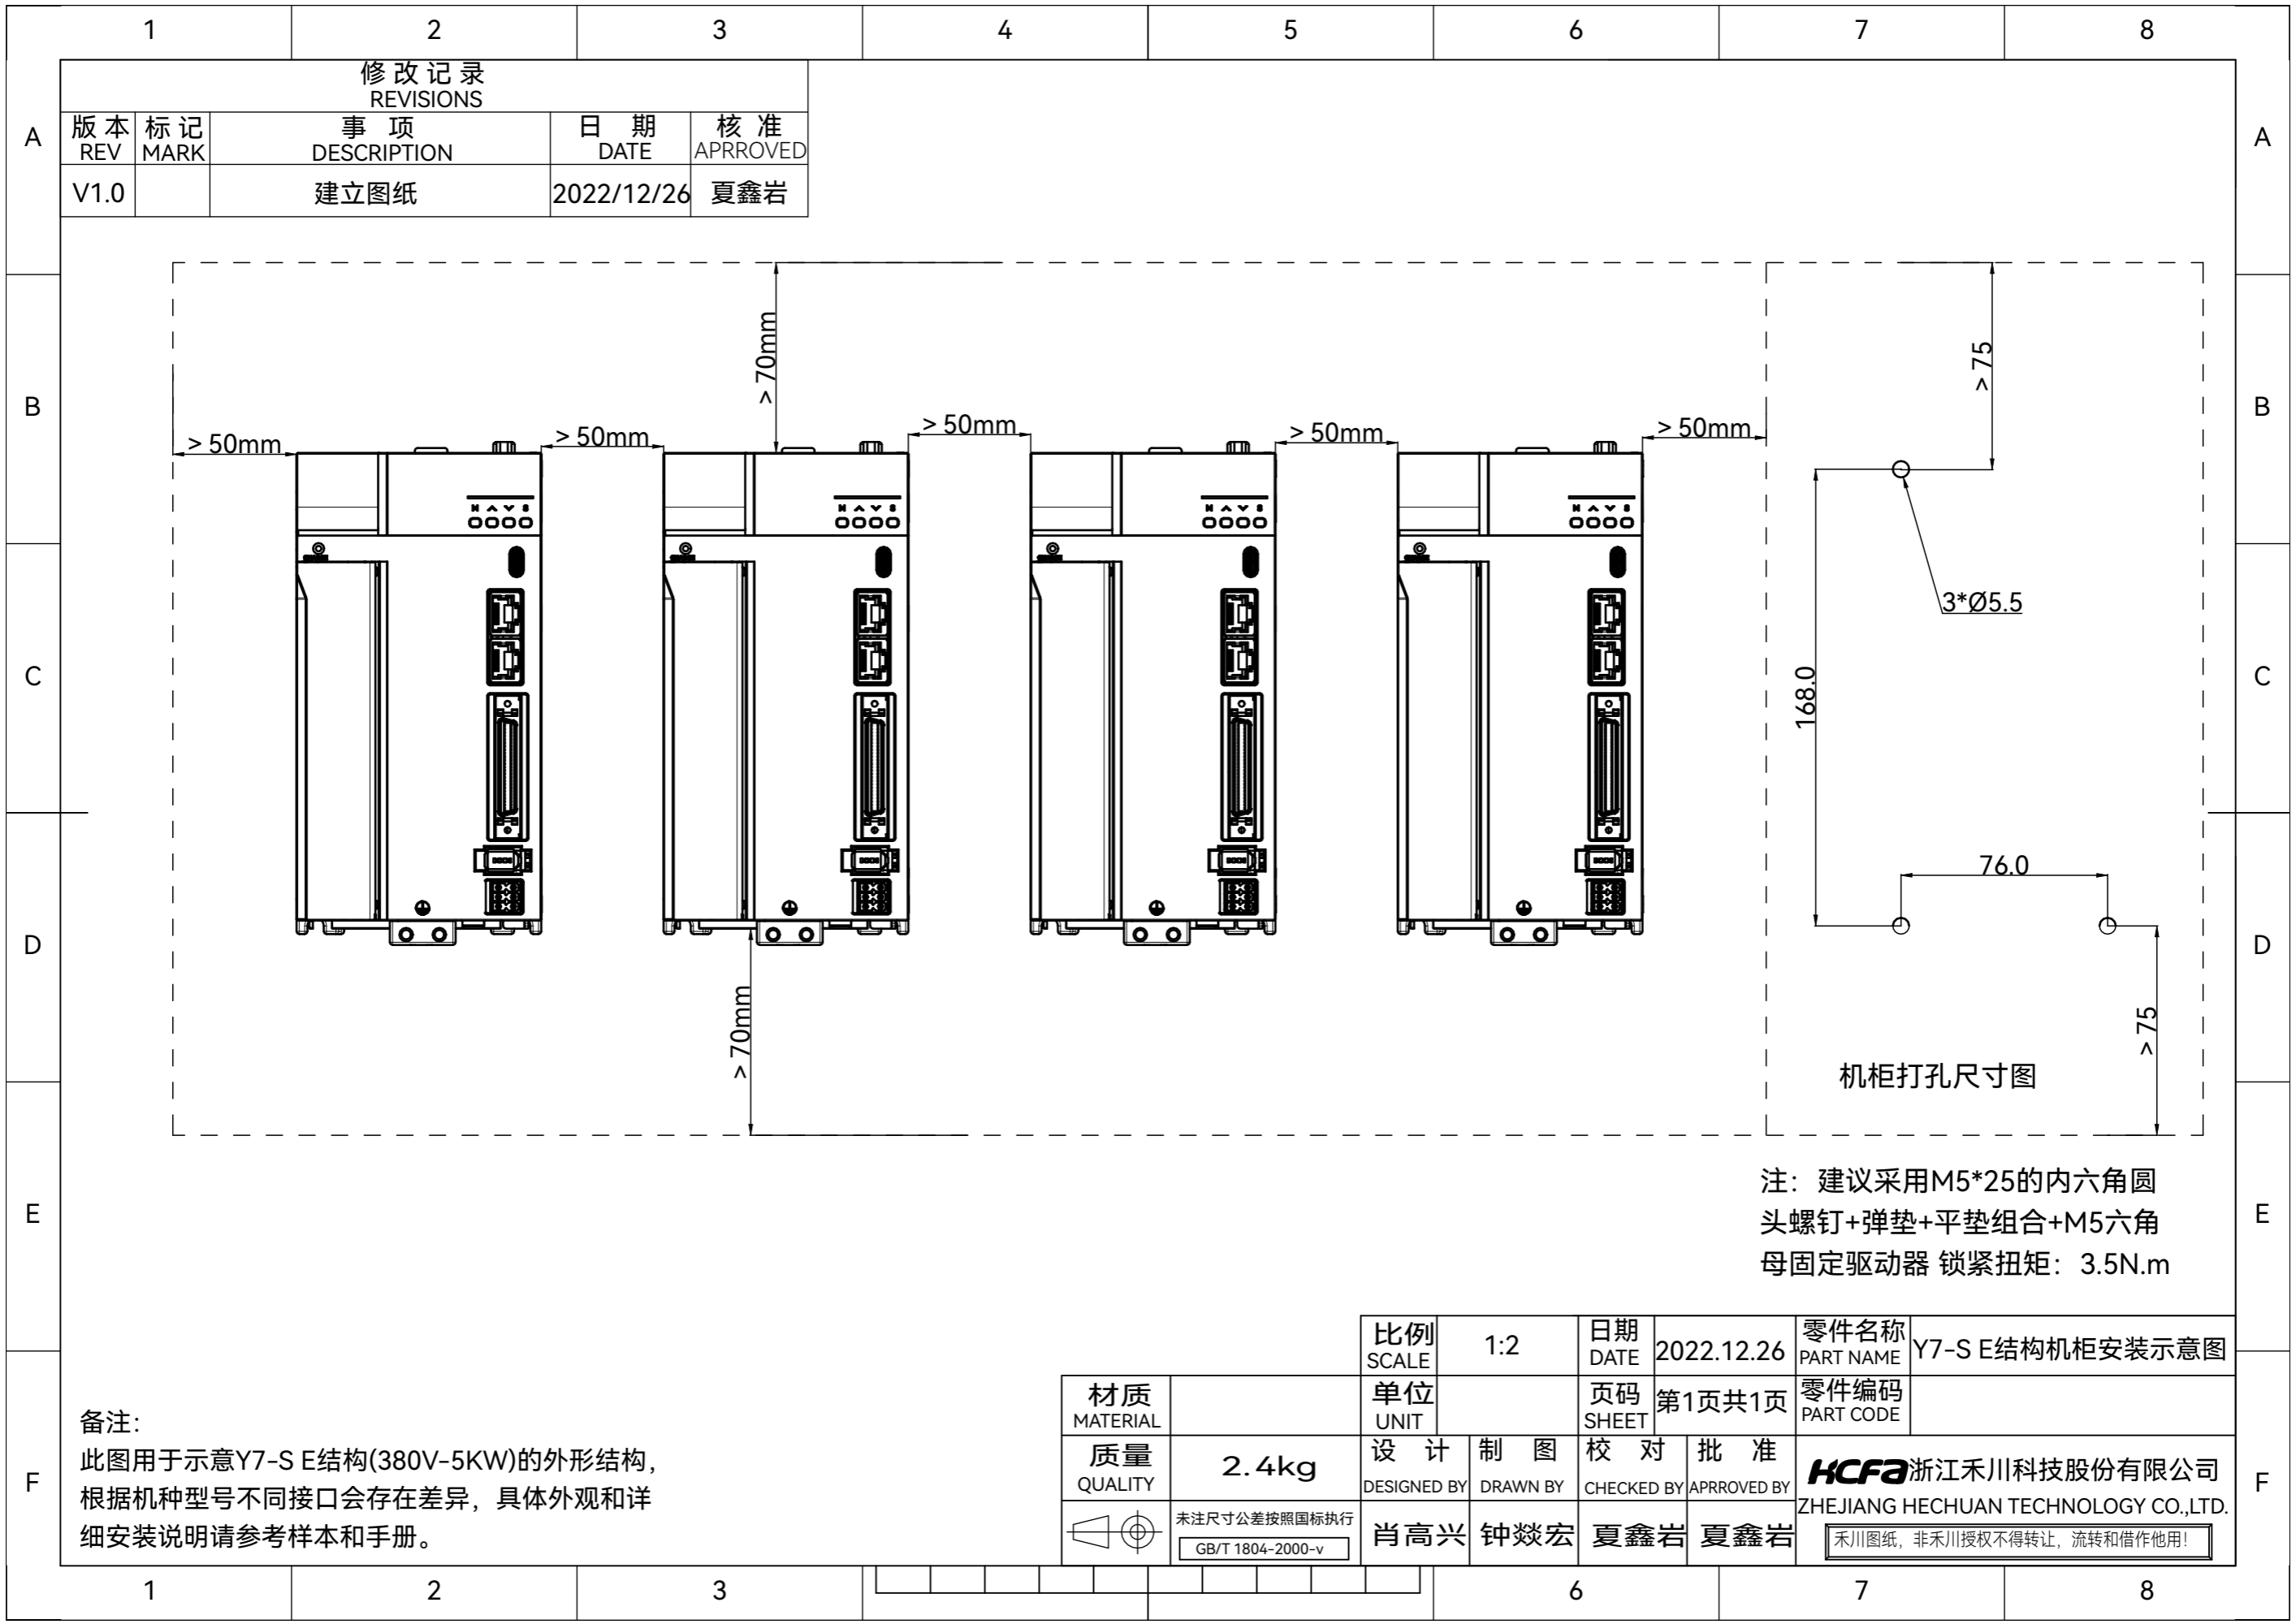 1 2 3 4 5 6 7 8
修改记录
REVISIONS
版本 标记 事 项 日 期 核 准
REV MARK DESCRIPTION DATE APRROVED
V1.0 建立图纸 2022/12/26 夏鑫岩
A A
B B
C C
D D
E E
F F
>70mm
>75
>50mm >50mm >50mm >50mm >50mm
3*Ø5.5
168.0
76.0
>70mm
>75
机柜打孔尺寸图
注：建议采用M5*25的内六角圆
头螺钉+弹垫+平垫组合+M5六角
母固定驱动器 锁紧扭矩：3.5N.m
备注：
此图用于示意Y7-S E结构(380V-5KW)的外形结构，
根据机种型号不同接口会存在差异，具体外观和详
细安装说明请参考样本和手册。
比例 1:2 日期 2022.12.26 零件名称 Y7-S E结构机柜安装示意图
SCALE DATE PART NAME
材质 单位 页码 第1页共1页 零件编码
MATERIAL UNIT SHEET PART CODE
质量 2.4kg 设 计 制 图 校 对 批 准
QUALITY DESIGNED BY DRAWN BY CHECKED BY APRROVED BY
HCFA 浙江禾川科技股份有限公司
ZHEJIANG HECHUAN TECHNOLOGY CO.,LTD.
未注尺寸公差按照国标执行
GB/T 1804-2000-v
肖高兴 钟燚宏 夏鑫岩 夏鑫岩
禾川图纸，非禾川授权不得转让，流转和借作他用！
1 2 3 6 7 8